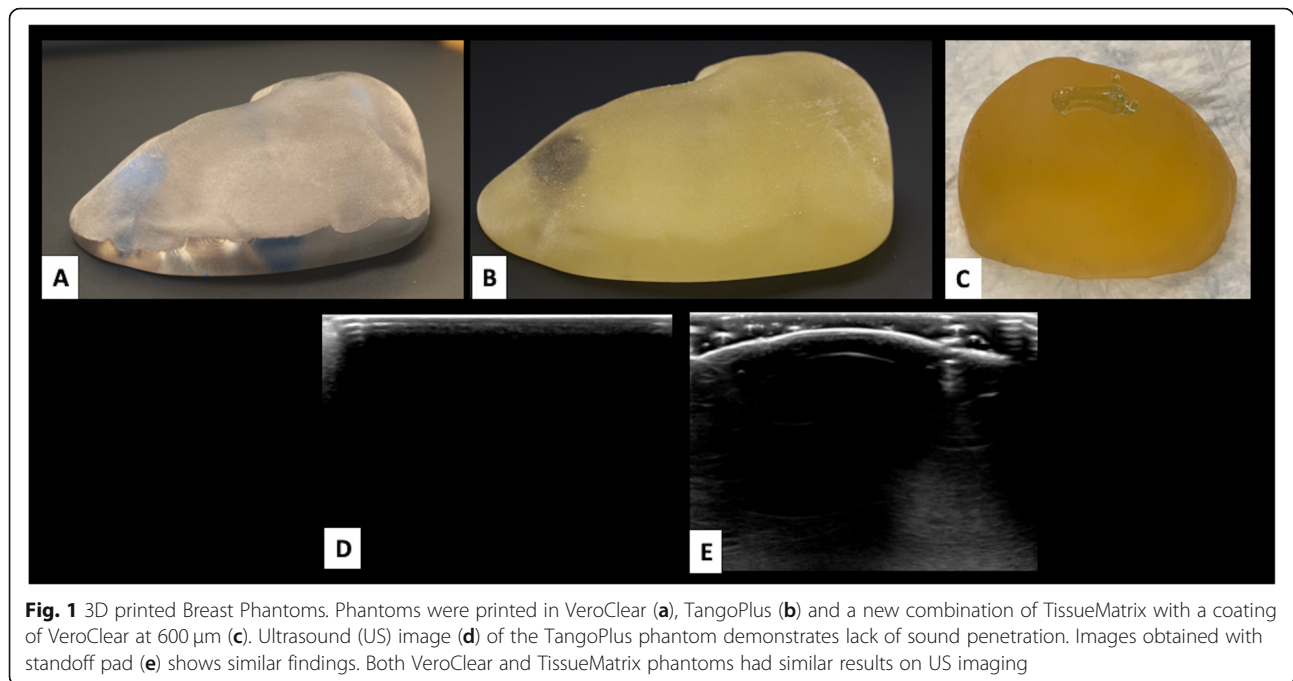 A
B
C
D
E
Fig. 1 3D printed Breast Phantoms. Phantoms were printed in VeroClear (a), TangoPlus (b) and a new combination of TissueMatrix with a coating
of VeroClear at 600 μm (c). Ultrasound (US) image (d) of the TangoPlus phantom demonstrates lack of sound penetration. Images obtained with
standoff pad (e) shows similar findings. Both VeroClear and TissueMatrix phantoms had similar results on US imaging